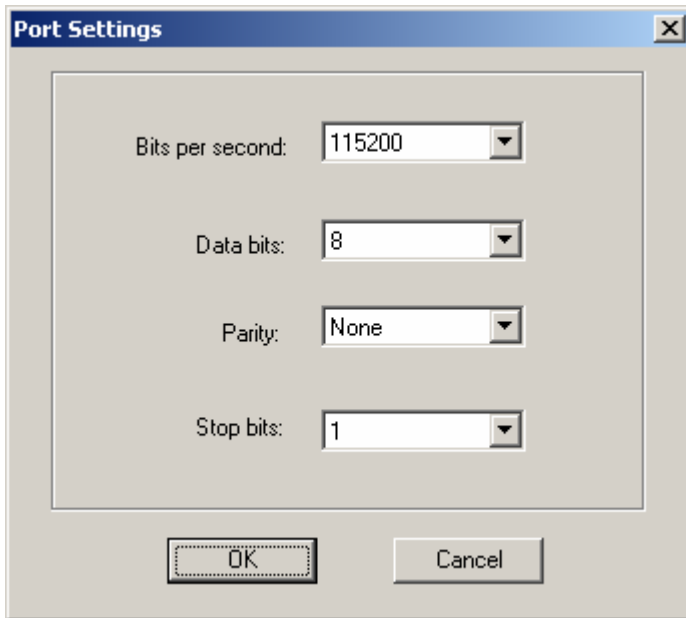 Port Settings
Bits per second: 115200
Data bits: 8
Parity: None
Stop bits: 1
OK Cancel